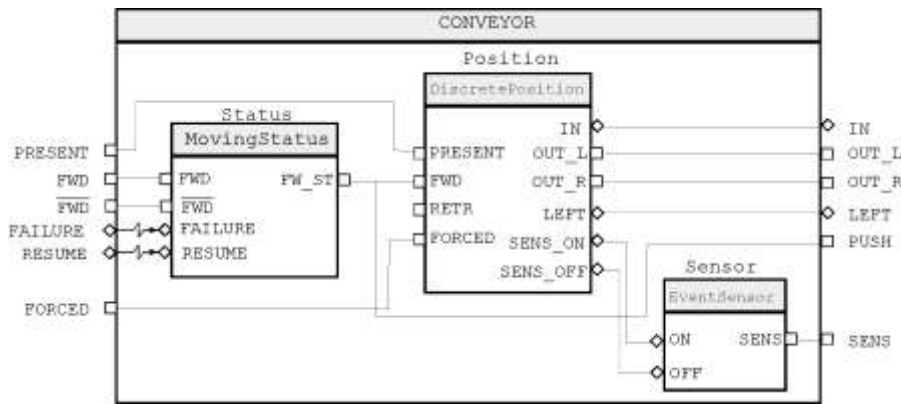 CONVEYOR
Position
DiscretePosition
Status
MovingStatus
IN
IN
PRESENT
PRESENT
OUT_L
OUT_L
FWD
FWD
FW_ST
FWD
OUT_R
OUT_R
FWD
FWD
RETR
LEFT
LEFT
FAILURE
FAILURE
FORCED
SENS_ON
PUSH
RESUME
RESUME
SENS_OFF
Sensor
EventSensor
FORCED
ON
SENS
SENS
OFF